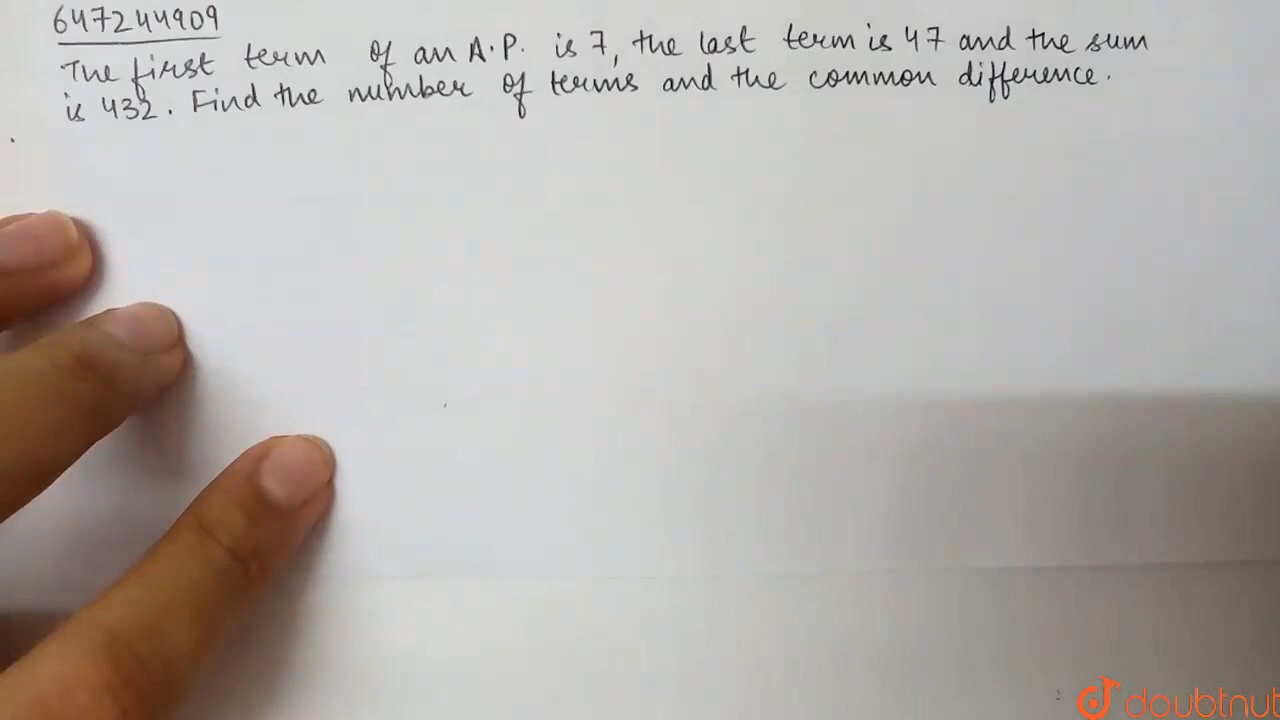 647244909
The first term of an A.P. is 7, the last term is 47 and the sum
is 432. Find the number of terms and the common difference.
doubtnut